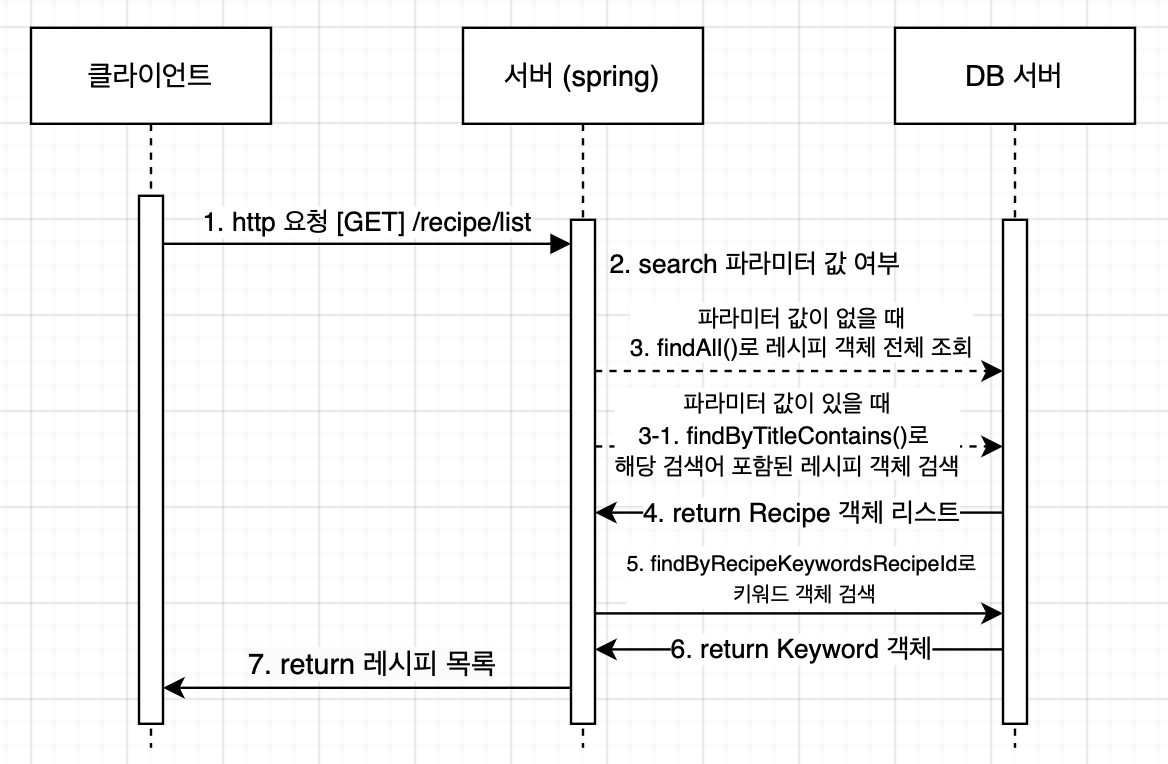 클라이언트
서버 (spring)
DB 서버
1. http 요청 [GET] /recipe/list
2. search 파라미터 값 여부
파라미터 값이 없을 때
3. findAll()로 레시피 객체 전체 조회
파라미터 값이 있을 때
3-1. findByTitleContains()로
해당 검색어 포함된 레시피 객체 검색
4. return Recipe 객체 리스트
5. findByRecipeKeywordsRecipeId로
키워드 객체 검색
6. return Keyword 객체
7. return 레시피 목록